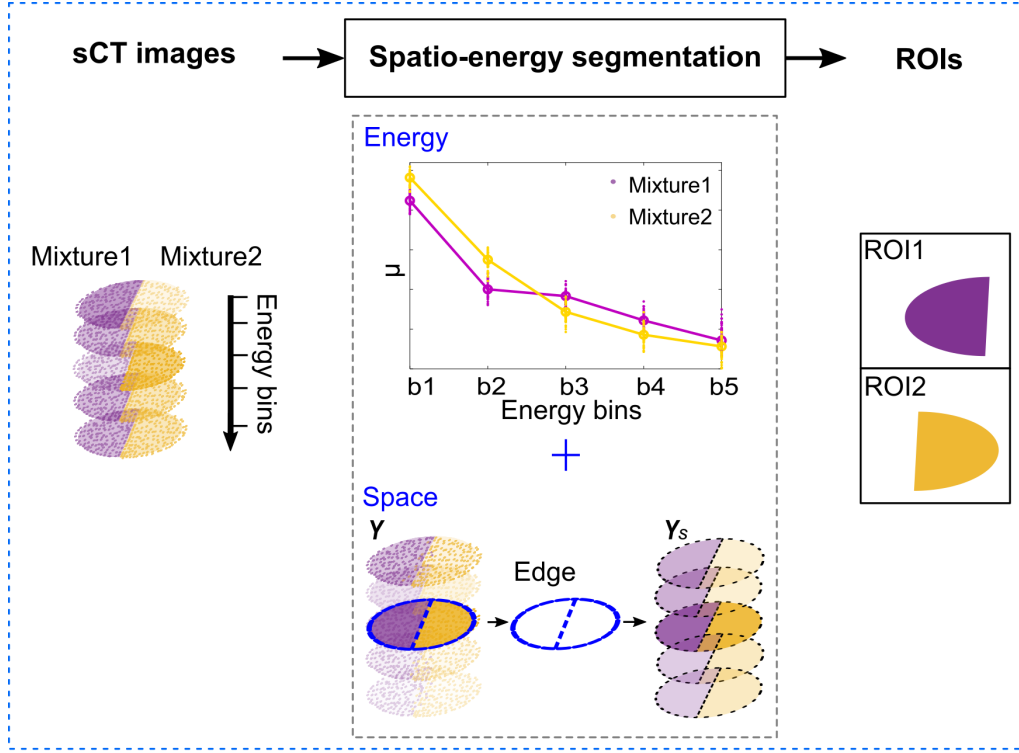 sCT images
Spatio-energy segmentation
ROIs
Energy
Mixture1
Mixture2
μ
b1 b2 b3 b4 b5
Energy bins
Mixture1 Mixture2
Energy bins
ROI1
ROI2
+
Space
Y
Edge
Ys